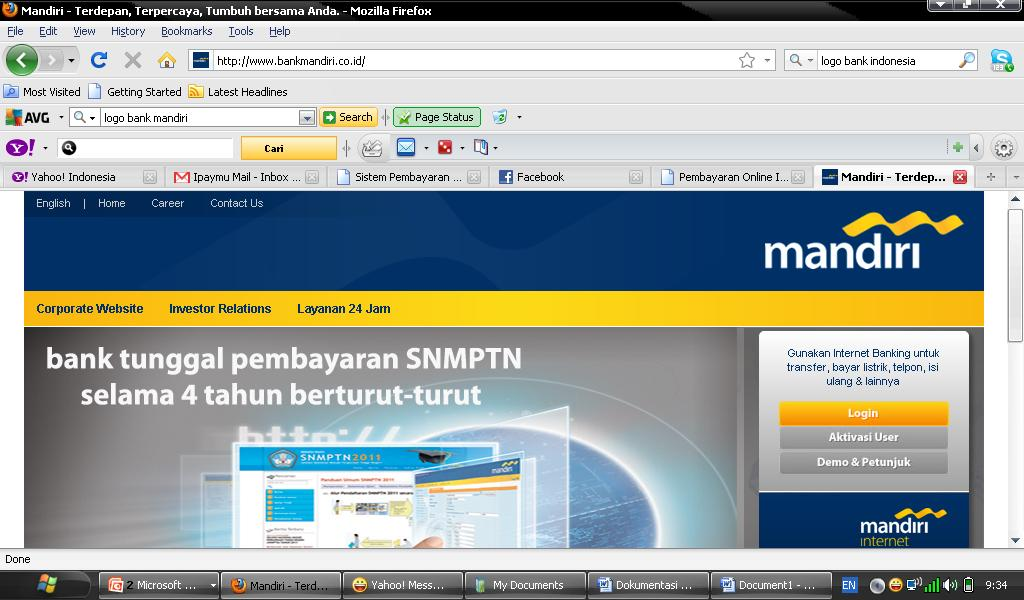 Mandiri - Terdepan, Terpercaya, Tumbuh bersama Anda. - Mozilla Firefox
File Edit View History Bookmarks Tools Help
http://www.bankmandiri.co.id/ logo bank indonesia
Most Visited Getting Started Latest Headlines
AVG logo bank mandiri Search Page Status
Y! Cari
Yahoo! Indonesia Ipaymu Mail - Inbox ... Sistem Pembayaran ... Facebook Pembayaran Online I... Mandiri - Terdep...
English | Home Career Contact Us
mandiri
Corporate Website Investor Relations Layanan 24 Jam
bank tunggal pembayaran SNMPTN
selama 4 tahun berturut-turut
http://
SNMPTN2011
mandiri
Panduan Umum SNMPTN 2011
Gunakan Internet Banking untuk
transfer, bayar listrik, telpon, isi
ulang & lainnya
Login
Aktivasi User
Demo & Petunjuk
mandiri
internet
Done
2 Microsoft ... Mandiri - Terd... Yahoo! Mess... My Documents Dokumentasi ... Document1 - ... EN 9:34